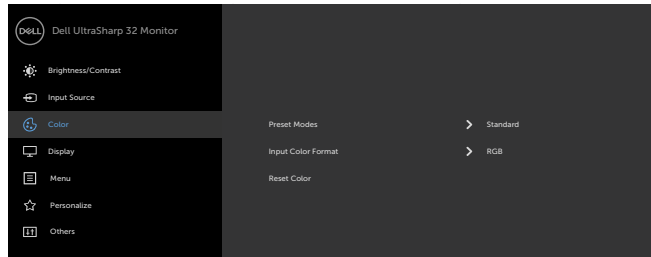 DELL Dell UltraSharp 32 Monitor
Brightness/Contrast
Input Source
Color Preset Modes Standard
Display Input Color Format RGB
Menu Reset Color
Personalize
Others